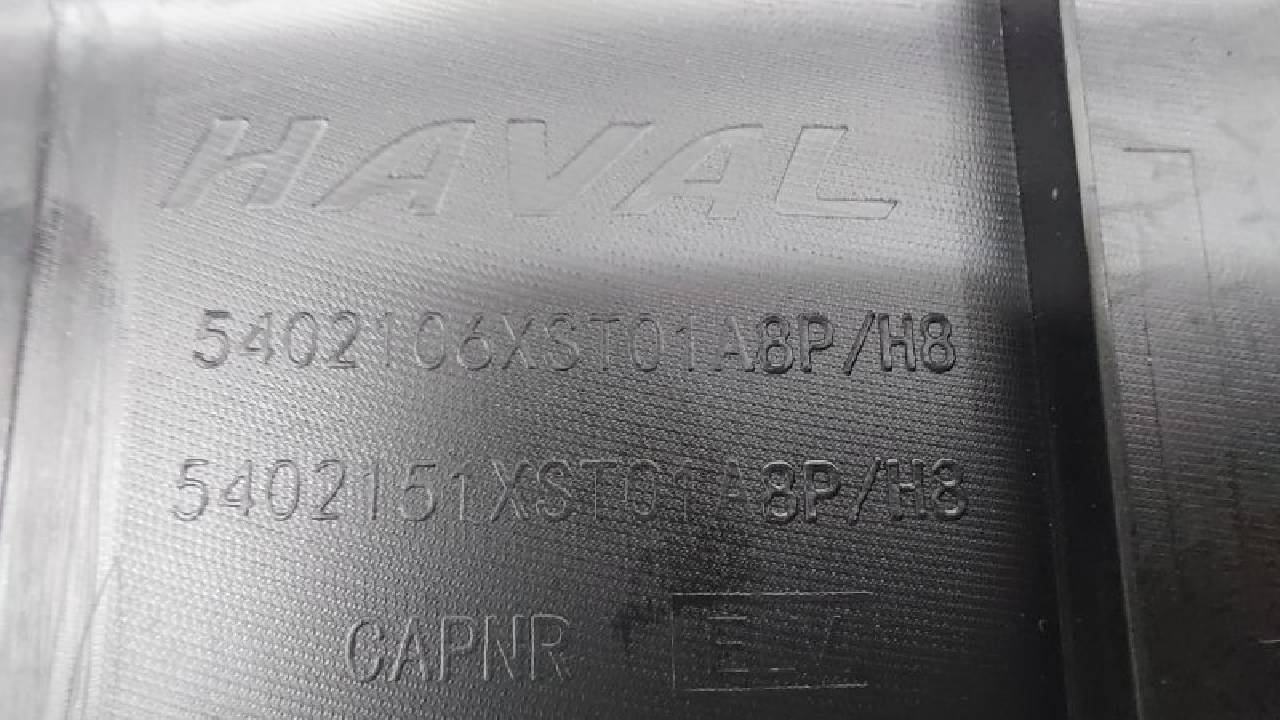 HAVAL
5402106XST01A8P/H8
5402151XST01A8P/H8
CAPNR